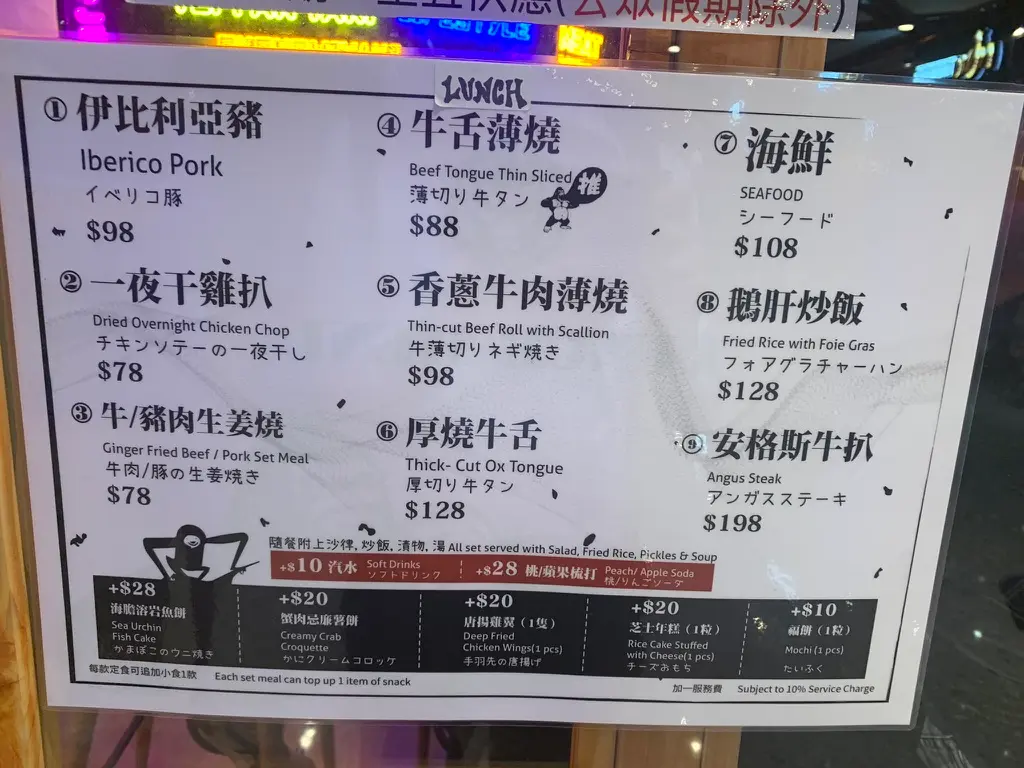 至五供應(公眾假期除外)
LUNCH
① 伊比利亞豬
Iberico Pork
イベリコ豚
$98
② 一夜干雞扒
Dried Overnight Chicken Chop
チキンソテーの一夜干し
$78
③ 牛/豬肉生姜燒
Ginger Fried Beef / Pork Set Meal
牛肉/豚の生姜焼き
$78
④ 牛舌薄燒
Beef Tongue Thin Sliced
薄切り牛タン
推
$88
⑤ 香蔥牛肉薄燒
Thin-cut Beef Roll with Scallion
牛薄切りネギ焼き
$98
⑥ 厚燒牛舌
Thick- Cut Ox Tongue
厚切り牛タン
$128
⑦ 海鮮
SEAFOOD
シーフード
$108
⑧ 鵝肝炒飯
Fried Rice with Foie Gras
フォアグラチャーハン
$128
⑨ 安格斯牛扒
Angus Steak
アンガスステーキ
$198
隨餐附上沙律, 炒飯, 漬物, 湯 All set served with Salad, Fried Rice, Pickles & Soup
+$10 汽水 Soft Drinks
ソフトドリンク
+$28 桃/蘋果梳打 Peach/ Apple Soda
桃/りんごソーダ
+$28
海膽溶岩魚餅
Sea Urchin
Fish Cake
かまぼこのウニ焼き
+$20
蟹肉忌廉薯餅
Creamy Crab
Croquette
かにクリームコロッケ
+$20
唐揚雞翼（1隻）
Deep Fried
Chicken Wings(1 pcs)
手羽先の唐揚げ
+$20
芝士年糕（1粒）
Rice Cake Stuffed
with Cheese(1 pcs)
チーズおもち
+$10
福餅（1粒）
Mochi (1 pcs)
たいふく
每款定食可追加小食1款 Each set meal can top up 1 item of snack
加一服務費 Subject to 10% Service Charge